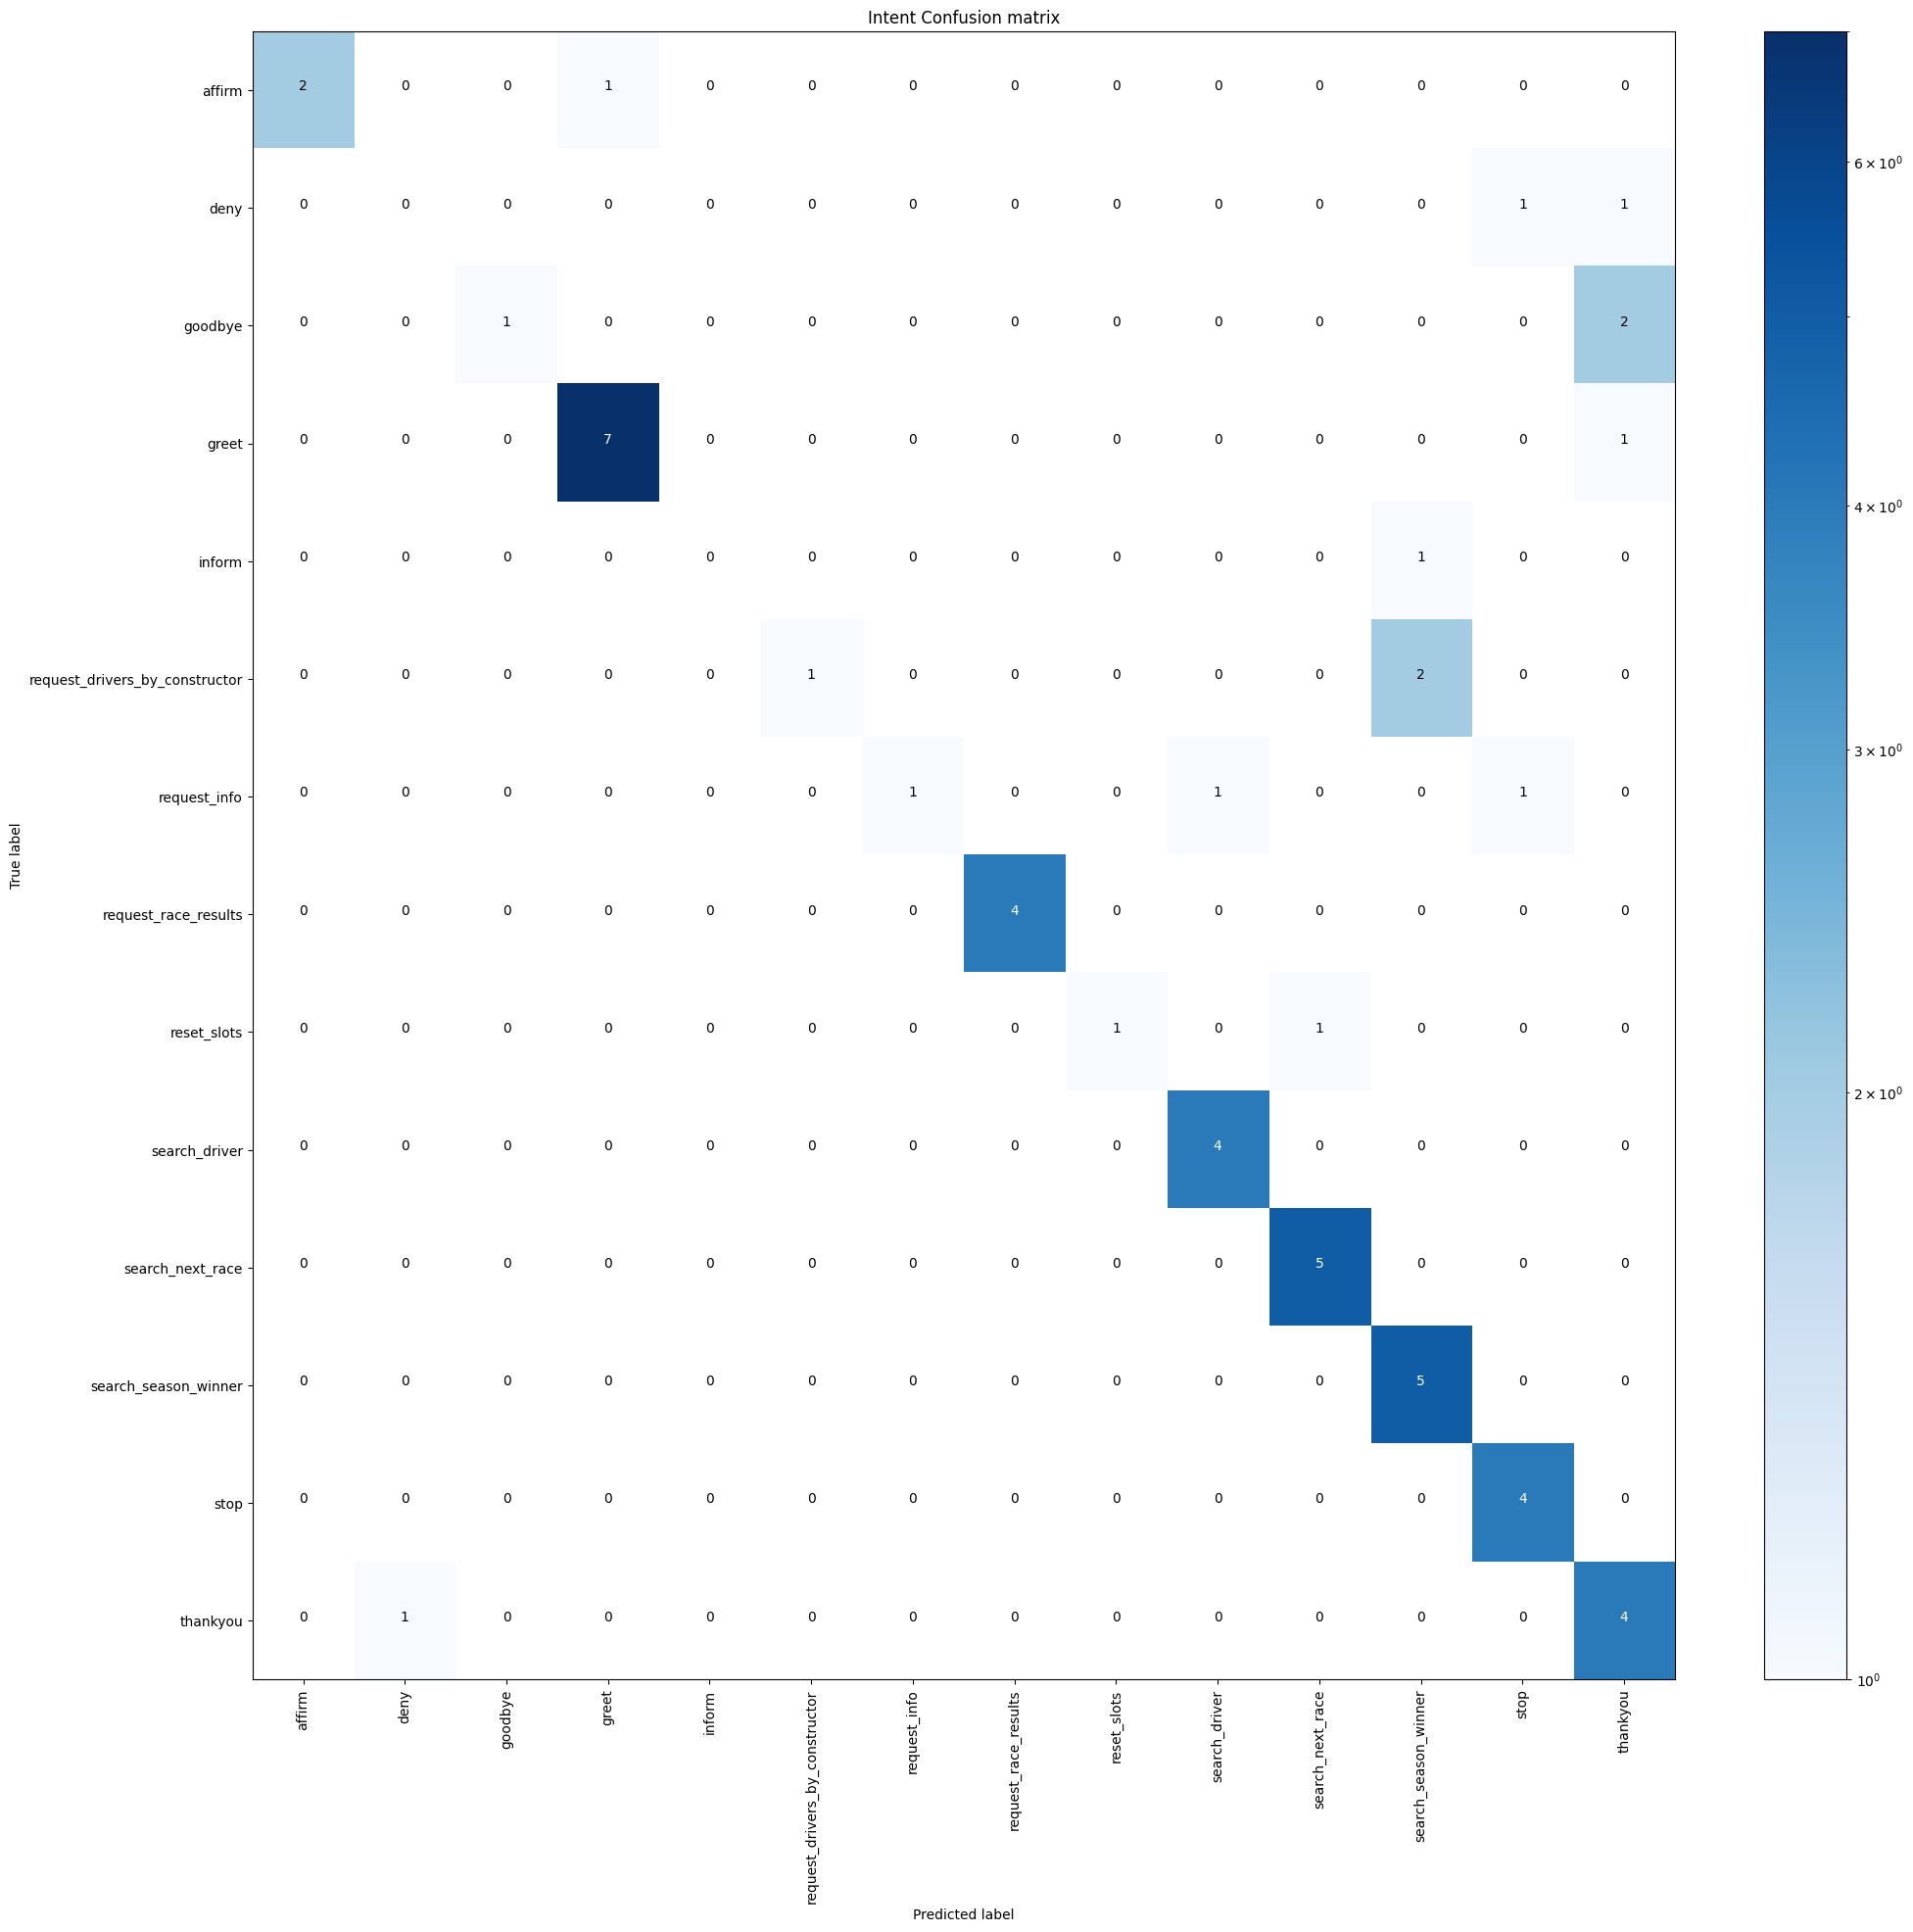 Intent Confusion matrix
affirm 2 0 0 1 0 0 0 0 0 0 0 0 0 0
deny 0 0 0 0 0 0 0 0 0 0 0 0 1 1
goodbye 0 0 1 0 0 0 0 0 0 0 0 0 0 2
greet 0 0 0 7 0 0 0 0 0 0 0 0 0 1
inform 0 0 0 0 0 0 0 0 0 0 0 1 0 0
request_drivers_by_constructor 0 0 0 0 0 1 0 0 0 0 0 2 0 0
request_info 0 0 0 0 0 0 1 0 0 1 0 0 1 0
request_race_results 0 0 0 0 0 0 0 4 0 0 0 0 0 0
reset_slots 0 0 0 0 0 0 0 0 1 0 1 0 0 0
search_driver 0 0 0 0 0 0 0 0 0 4 0 0 0 0
search_next_race 0 0 0 0 0 0 0 0 0 0 5 0 0 0
search_season_winner 0 0 0 0 0 0 0 0 0 0 0 5 0 0
stop 0 0 0 0 0 0 0 0 0 0 0 0 4 0
thankyou 0 1 0 0 0 0 0 0 0 0 0 0 0 4
True label
affirm
deny
goodbye
greet
inform
request_drivers_by_constructor
request_info
request_race_results
reset_slots
search_driver
search_next_race
search_season_winner
stop
thankyou
Predicted label
6 × 10⁰
4 × 10⁰
3 × 10⁰
2 × 10⁰
10⁰